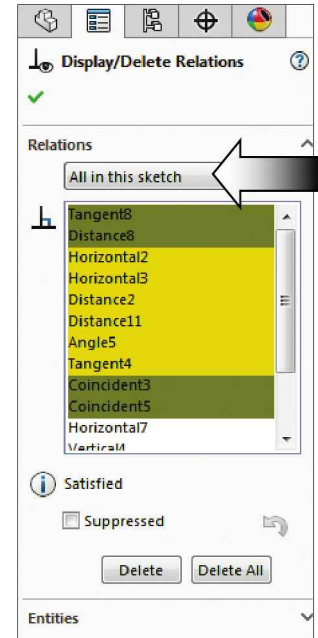 Display/Delete Relations
Relations
All in this sketch
Tangent8
Distance8
Horizontal2
Horizontal3
Distance2
Distance11
Angle5
Tangent4
Coincident3
Coincident5
Horizontal7
Vertical4
Satisfied
Suppressed
Delete Delete All
Entities